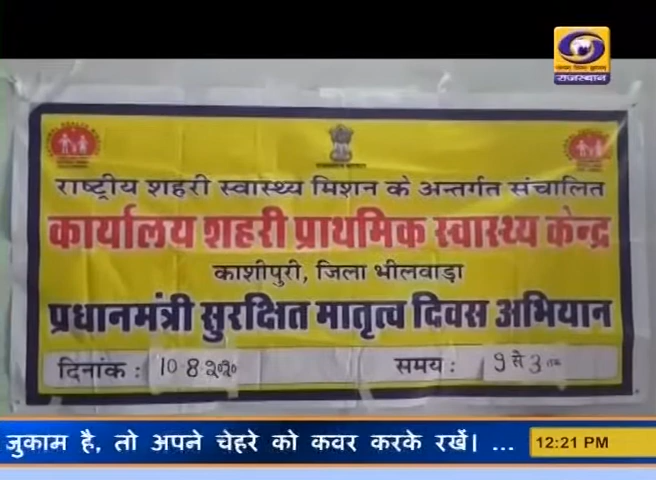 राजस्थान
राष्ट्रीय शहरी स्वास्थ्य मिशन के अन्तर्गत संचालित
कार्यालय शहरी प्राथमिक स्वास्थ्य केन्द्र
काशीपुरी, जिला भीलवाड़ा
प्रधानमंत्री सुरक्षित मातृत्व दिवस अभियान
दिनांक : 10-8-2020 समय : 9 से 3
जुकाम है, तो अपने चेहरे को कवर करके रखें। ... 12:21 PM